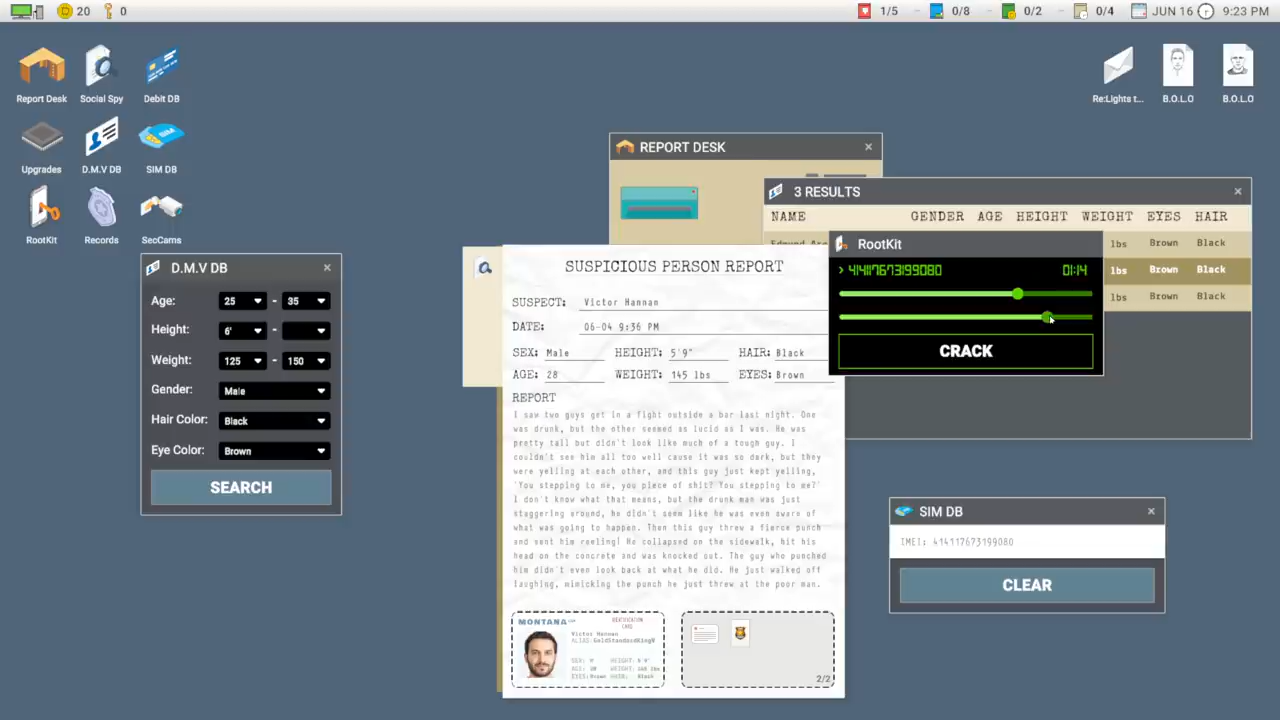 20
0
1/5
0/8
0/2
0/4
JUN 16
9:23 PM
Report Desk
Social Spy
Debit DB
Re:Lights t...
B.O.L.O
B.O.L.O
Upgrades
D.M.V DB
SIM DB
RootKit
Records
SecCams
REPORT DESK
3 RESULTS
NAME GENDER AGE HEIGHT WEIGHT EYES HAIR
lbs Brown Black
lbs Brown Black
lbs Brown Black
RootKit
> 414117673199080 01:14
CRACK
D.M.V DB
Age: 25 - 35
Height: 6' -
Weight: 125 - 150
Gender: Male
Hair Color: Black
Eye Color: Brown
SEARCH
SUSPICIOUS PERSON REPORT
SUSPECT: Victor Hannan
DATE: 06-04 9:36 PM
SEX: Male HEIGHT: 5'9" HAIR: Black
AGE: 28 WEIGHT: 145 lbs EYES: Brown
REPORT
I saw two guys get in a fight outside a bar last night. One
was drunk, but the other seemed as lucid as I was. He was
pretty tall but didn't look like much of a tough guy. I
couldn't see him all too well cause it was so dark, but they
were yelling at each other, and this guy just kept yelling,
'You stepping to me, you piece of shit? You stepping to me?'
I don't know what that means, but the drunk man was just
staggering around, he didn't seem like he was even aware of
what was going to happen. Then this guy threw a fierce punch
and sent him reeling! He collapsed on the sidewalk, hit his
head on the concrete and was knocked out. The guy who punched
him didn't even look back at what he did. He just walked off
laughing, mimicking the punch he just threw at the poor man.
MONTANA
IDENTIFICATION
CARD
Victor Hannan
ALIAS:
SEX: HEIGHT:
AGE: WEIGHT:
EYES:Brown HAIR: Black
2/2
SIM DB
IMEI: 414117673199080
CLEAR